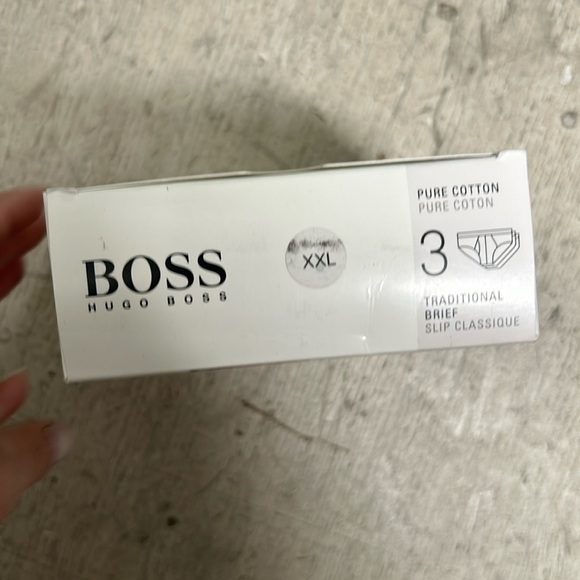 BOSS
HUGO BOSS
XXL
PURE COTTON
PURE COTON
3
TRADITIONAL
BRIEF
SLIP CLASSIQUE